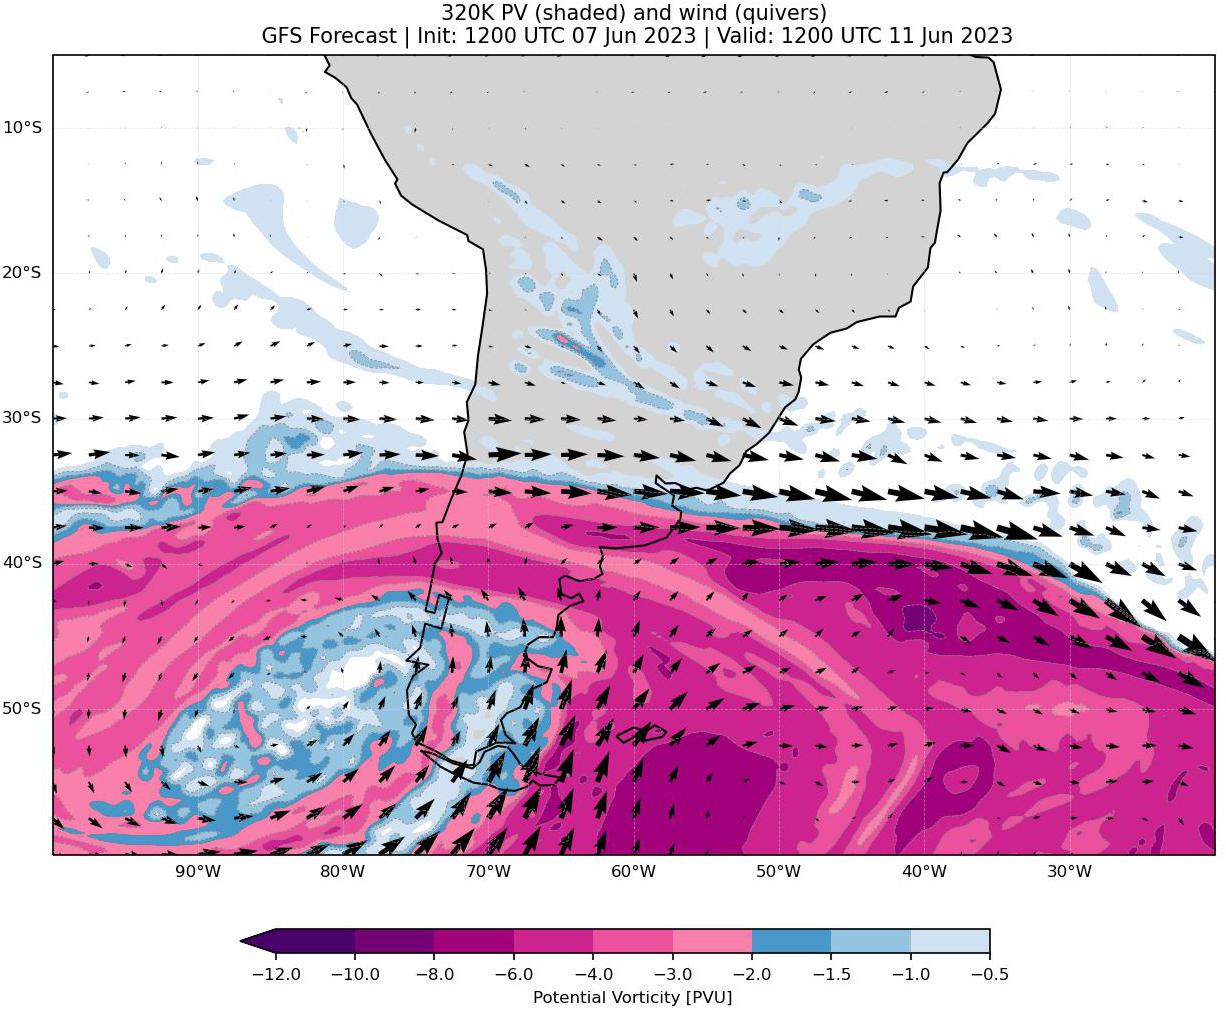 320K PV (shaded) and wind (quivers)
GFS Forecast | Init: 1200 UTC 07 Jun 2023 | Valid: 1200 UTC 11 Jun 2023
10°S
20°S
30°S
40°S
50°S
90°W 80°W 70°W 60°W 50°W 40°W 30°W
−12.0 −10.0 −8.0 −6.0 −4.0 −3.0 −2.0 −1.5 −1.0 −0.5
Potential Vorticity [PVU]